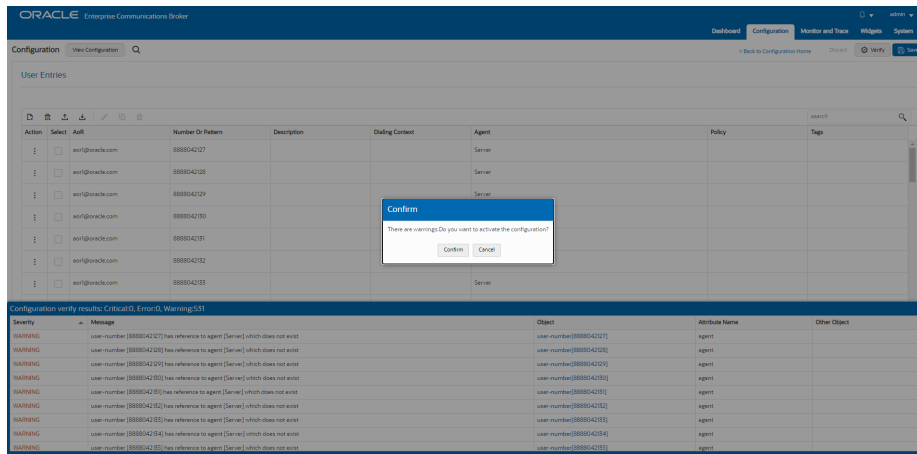 ORACLE Enterprise Communications Broker
admin
Dashboard Configuration Monitor and Trace Widgets System
Configuration View Configuration
< Back to Configuration Home Discard Verify Save
User Entries
search
Action Select AoR Number Or Pattern Description Dialing Context Agent Policy Tags
aor1@oracle.com 8888042127 Server
aor1@oracle.com 8888042128 Server
aor1@oracle.com 8888042129 Server
aor1@oracle.com 8888042130
aor1@oracle.com 8888042131
aor1@oracle.com 8888042132
aor1@oracle.com 8888042133 Server
Confirm
There are warnings.Do you want to activate the configuration?
Confirm Cancel
Configuration verify results: Critical:0, Error:0, Warning:531
Severity Message Object Attribute Name Other Object
WARNING user-number [8888042127] has reference to agent [Server] which does not exist user-number[8888042127] agent
WARNING user-number [8888042128] has reference to agent [Server] which does not exist user-number[8888042128] agent
WARNING user-number [8888042129] has reference to agent [Server] which does not exist user-number[8888042129] agent
WARNING user-number [8888042130] has reference to agent [Server] which does not exist user-number[8888042130] agent
WARNING user-number [8888042131] has reference to agent [Server] which does not exist user-number[8888042131] agent
WARNING user-number [8888042132] has reference to agent [Server] which does not exist user-number[8888042132] agent
WARNING user-number [8888042133] has reference to agent [Server] which does not exist user-number[8888042133] agent
WARNING user-number [8888042134] has reference to agent [Server] which does not exist user-number[8888042134] agent
WARNING user-number [8888042135] has reference to agent [Server] which does not exist user-number[8888042135] agent